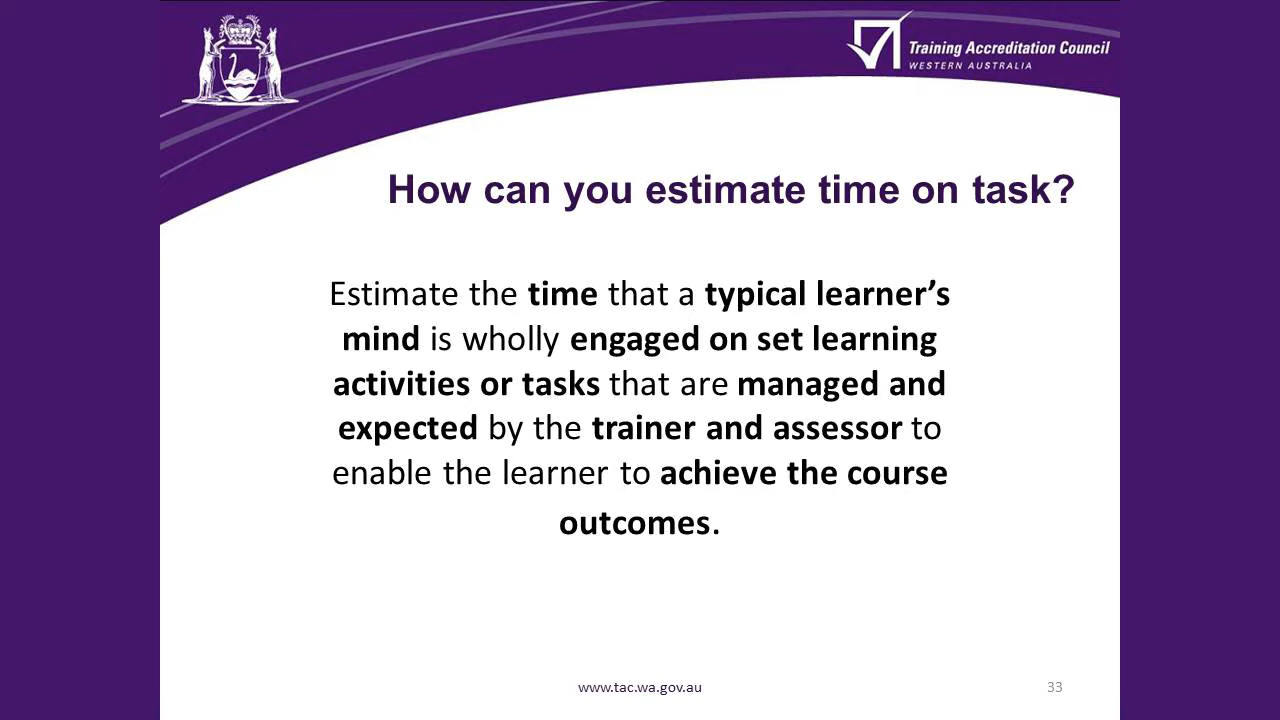 Training Accreditation Council
WESTERN AUSTRALIA
How can you estimate time on task?
Estimate the time that a typical learner’s
mind is wholly engaged on set learning
activities or tasks that are managed and
expected by the trainer and assessor to
enable the learner to achieve the course
outcomes.
www.tac.wa.gov.au
33